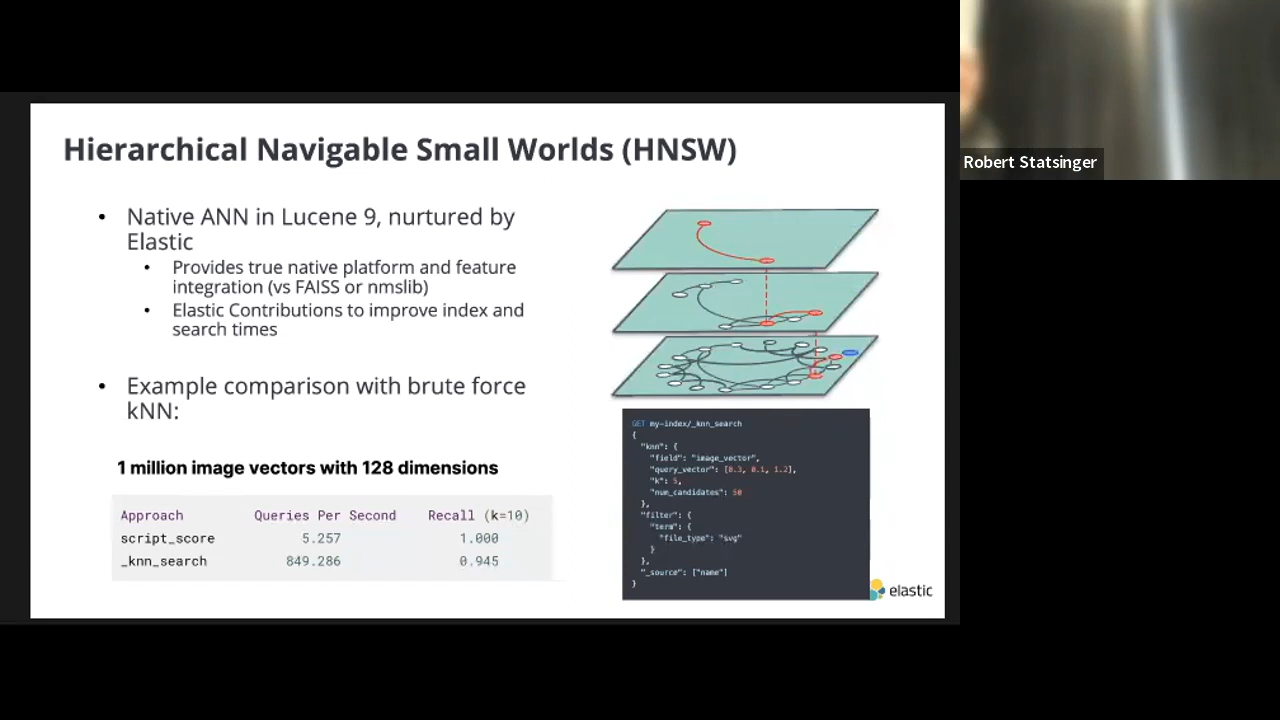 Hierarchical Navigable Small Worlds (HNSW)
• Native ANN in Lucene 9, nurtured by
Elastic
• Provides true native platform and feature
integration (vs FAISS or nmslib)
• Elastic Contributions to improve index and
search times
• Example comparison with brute force
kNN:
1 million image vectors with 128 dimensions
Approach Queries Per Second Recall (k=10)
script_score 5.257 1.000
_knn_search 849.286 0.945
GET my-index/_knn_search
{
"knn": {
"field": "image_vector",
"query_vector": [0.3, 0.1, 1.2],
"k": 5,
"num_candidates": 50
},
"filter": {
"term": {
"file_type": "svg"
}
},
"_source": ["name"]
}
elastic
Robert Statsinger